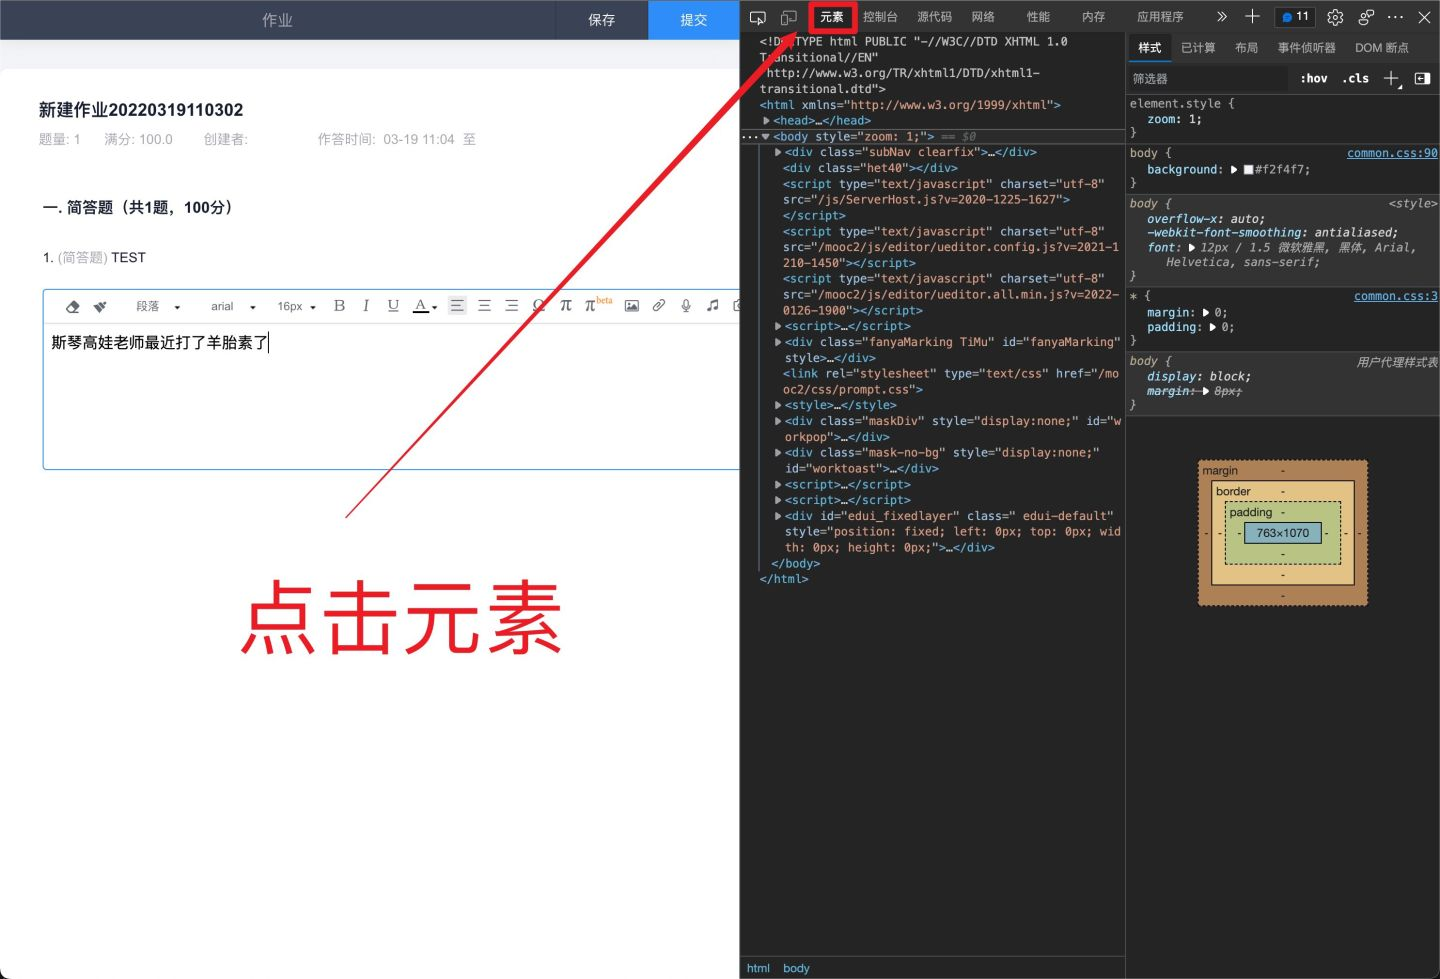 作业
保存
提交
新建作业20220319110302
题量: 1 满分: 100.0 创建者: 作答时间: 03-19 11:04 至
一. 简答题（共1题，100分）
1. (简答题) TEST
段落 arial 16px B I U A Ω π π beta
斯琴高娃老师最近打了羊胎素了
点击元素
元素 控制台 源代码 网络 性能 内存 应用程序 11
<!DOCTYPE html PUBLIC "-//W3C//DTD XHTML 1.0
Transitional//EN"
"http://www.w3.org/TR/xhtml1/DTD/xhtml1-
transitional.dtd">
<html xmlns="http://www.w3.org/1999/xhtml">
<head>…</head>
<body style="zoom: 1;"> == $0
<div class="subNav clearfix">…</div>
<div class="het40"></div>
<script type="text/javascript" charset="utf-8"
src="/js/ServerHost.js?v=2020-1225-1627">
</script>
<script type="text/javascript" charset="utf-8"
src="/mooc2/js/editor/ueditor.config.js?v=2021-1
210-1450"></script>
<script type="text/javascript" charset="utf-8"
src="/mooc2/js/editor/ueditor.all.min.js?v=2022-
0126-1900"></script>
<script>…</script>
<div class="fanyaMarking TiMu" id="fanyaMarking"
style>…</div>
<link rel="stylesheet" type="text/css" href="/mo
oc2/css/prompt.css">
<style>…</style>
<div class="maskDiv" style="display:none;" id="w
orkpop">…</div>
<div class="mask-no-bg" style="display:none;"
id="worktoast">…</div>
<script>…</script>
<script>…</script>
<div id="edui_fixedlayer" class=" edui-default"
style="position: fixed; left: 0px; top: 0px; wid
th: 0px; height: 0px;">…</div>
</body>
</html>
html body
样式 已计算 布局 事件侦听器 DOM 断点
筛选器 :hov .cls
element.style {
zoom: 1;
}
body { common.css:90
background: #f2f4f7;
}
body { <style>
overflow-x: auto;
-webkit-font-smoothing: antialiased;
font: 12px / 1.5 微软雅黑, 黑体, Arial,
Helvetica, sans-serif;
}
* { common.css:3
margin: 0;
padding: 0;
}
body { 用户代理样式表
display: block;
margin: 8px;
}
margin -
border -
padding -
- - - 763×1070 - - -
-
-
-